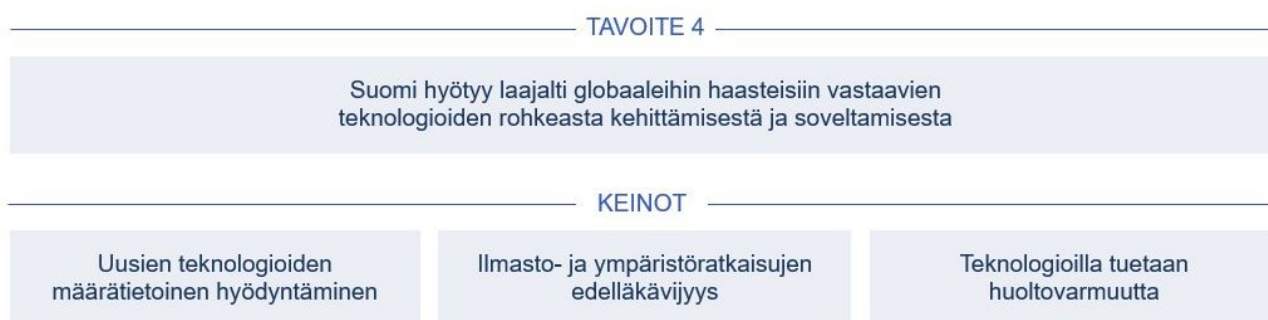 TAVOITE 4
Suomi hyötyy laajalti globaaleihin haasteisiin vastaavien
teknologioiden rohkeasta kehittämisestä ja soveltamisesta
KEINOT
Uusien teknologioiden
määrätietoinen hyödyntäminen
Ilmasto- ja ympäristöratkaisujen
edelläkävijyys
Teknologioilla tuetaan
huoltovarmuutta